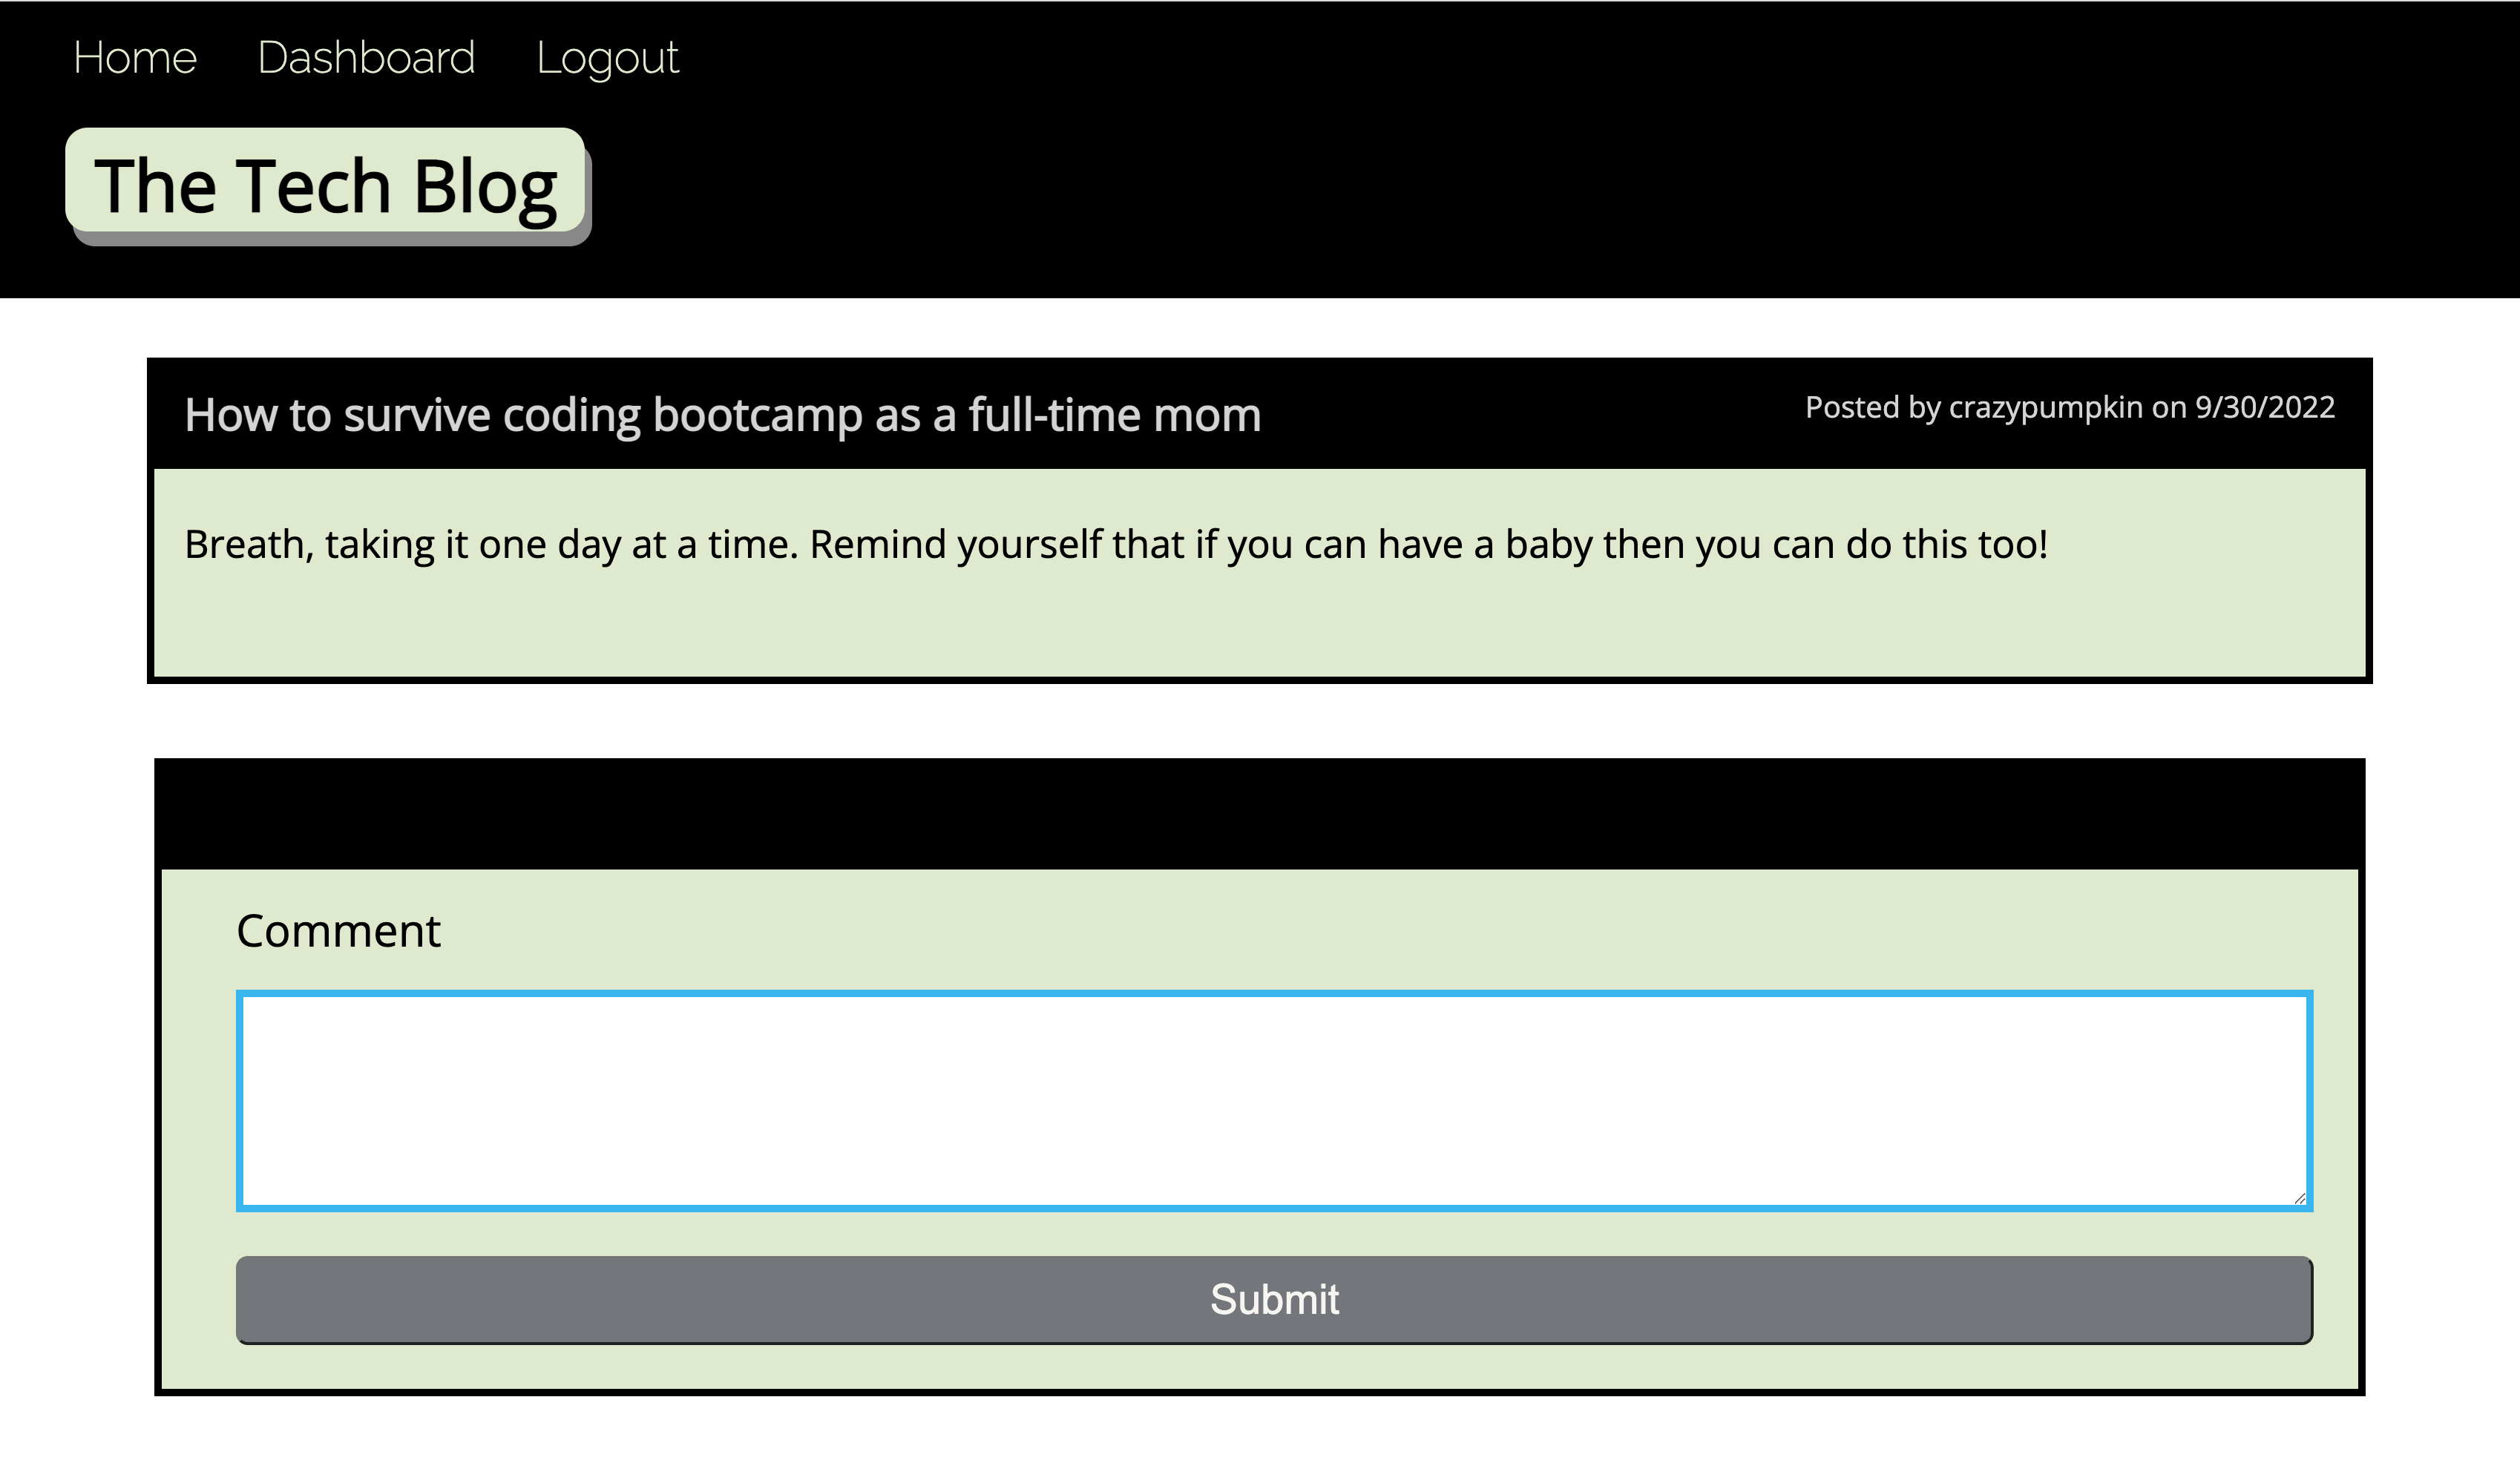 Home Dashboard Logout
The Tech Blog
How to survive coding bootcamp as a full-time mom
Posted by crazypumpkin on 9/30/2022
Breath, taking it one day at a time. Remind yourself that if you can have a baby then you can do this too!
Comment
Submit